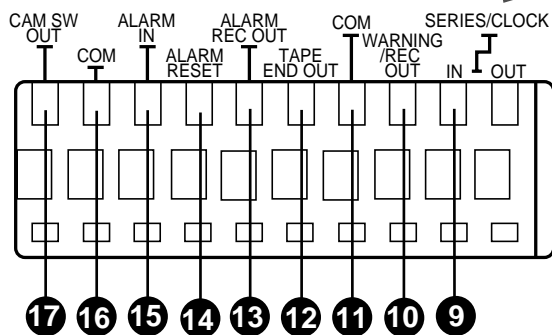 CAM SW
OUT
COM
ALARM
IN
ALARM
RESET
ALARM
REC OUT
TAPE
END OUT
COM
WARNING
/REC
OUT
SERIES/CLOCK
IN
OUT
17 16 15 14 13 12 11 10 9